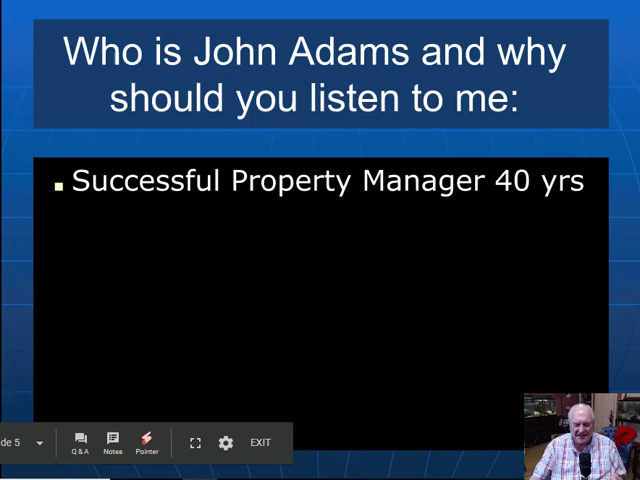 Who is John Adams and why
should you listen to me:
Successful Property Manager 40 yrs
de 5
Q & A
Notes
Pointer
EXIT